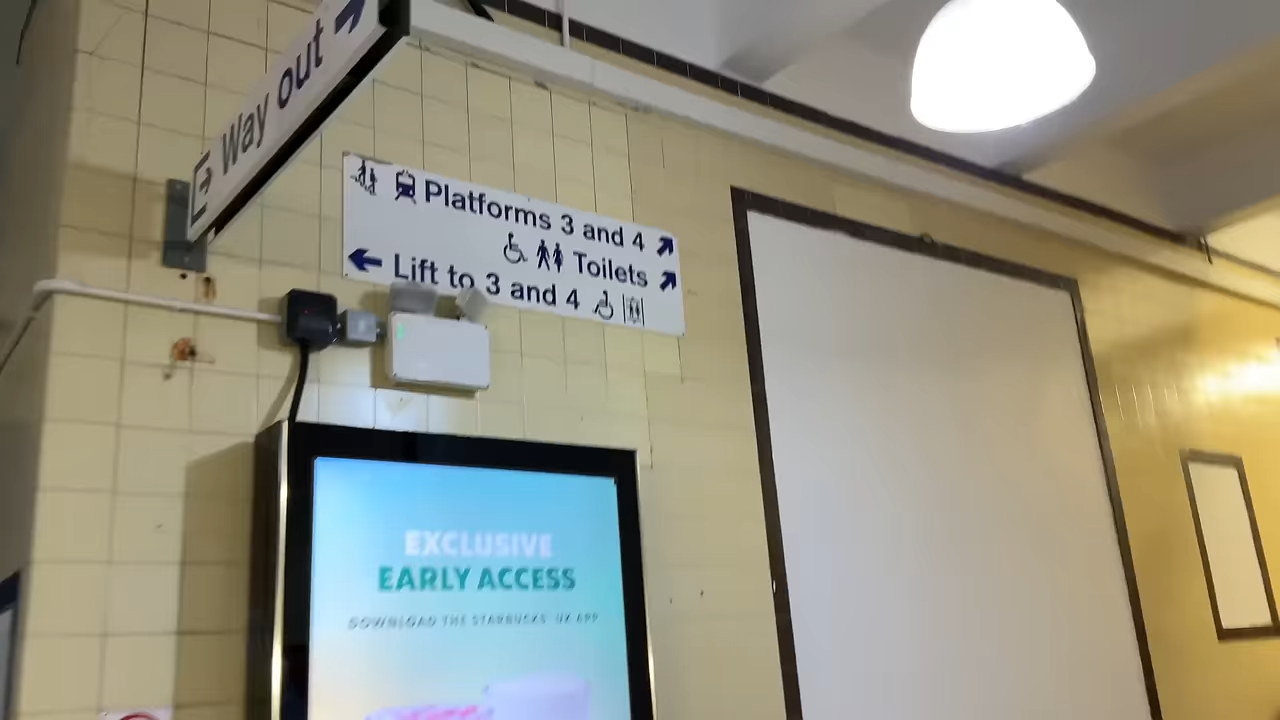 Way out
Platforms 3 and 4
Toilets
Lift to 3 and 4
EXCLUSIVE
EARLY ACCESS
DOWNLOAD THE STARBUCKS UK APP